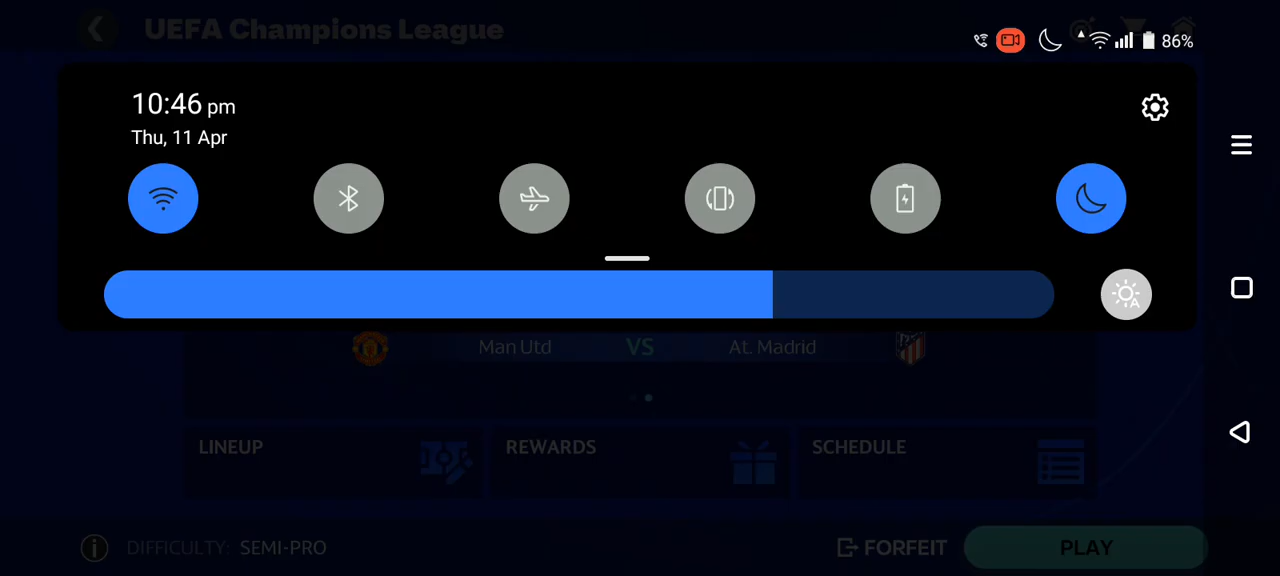 UEFA Champions League
86%
10:46 pm
Thu, 11 Apr
Man Utd VS At. Madrid
LINEUP
REWARDS
SCHEDULE
DIFFICULTY: SEMI-PRO
FORFEIT
PLAY